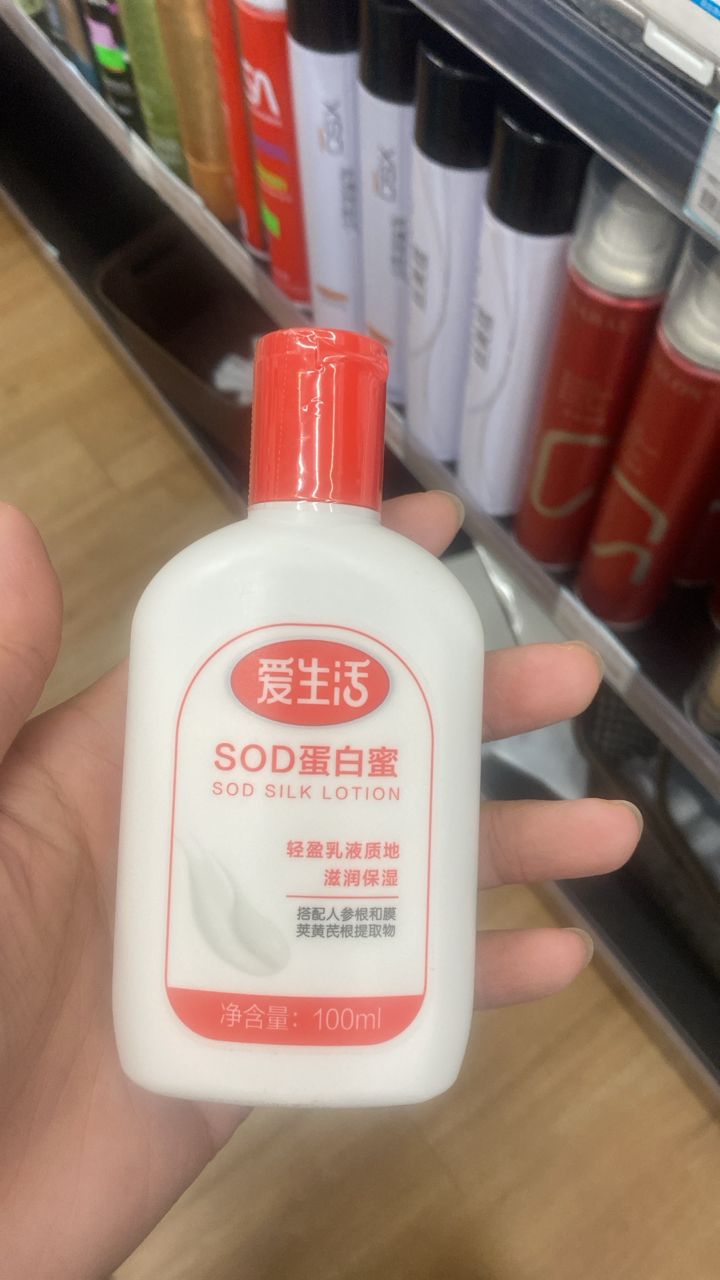 爱生活
SOD蛋白蜜
SOD SILK LOTION
轻盈乳液质地
滋润保湿
搭配人参根和膜
荚黄芪根提取物
净含量：100ml